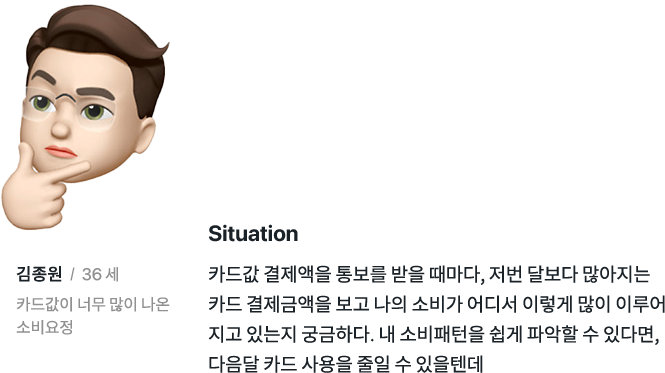 Situation
김종원 / 36 세
카드값이 너무 많이 나온
소비요정
카드값 결제액을 통보를 받을 때마다, 저번 달보다 많아지는
카드 결제금액을 보고 나의 소비가 어디서 이렇게 많이 이루어
지고 있는지 궁금하다. 내 소비패턴을 쉽게 파악할 수 있다면,
다음달 카드 사용을 줄일 수 있을텐데